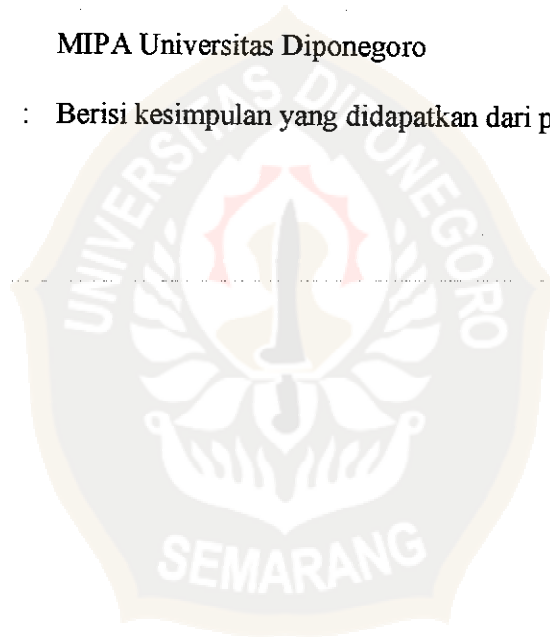 MIPA Universitas Diponegoro
: Berisi kesimpulan yang didapatkan dari p
UNIVERSITAS DIPONEGORO
SEMARANG